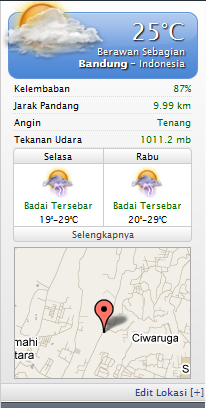 25°C
Berawan Sebagian
Bandung - Indonesia
Kelembaban 87%
Jarak Pandang 9.99 km
Angin Tenang
Tekanan Udara 1011.2 mb
Selasa Rabu
Badai Tersebar Badai Tersebar
19°-29°C 20°-29°C
Selengkapnya
Ciwaruga
mahi
tara
S
Edit Lokasi [+]